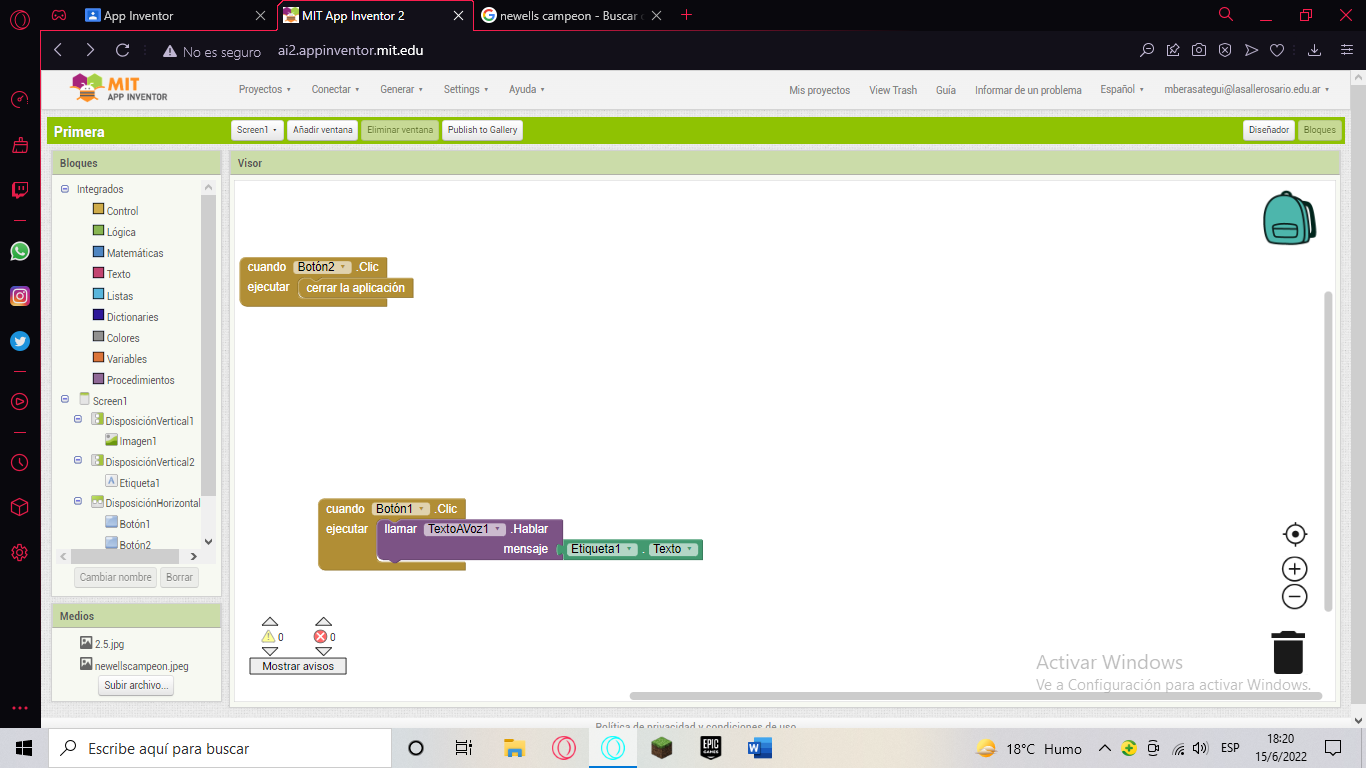 App Inventor
MIT App Inventor 2
newells campeon - Buscar
No es seguro
ai2.appinventor.mit.edu
MIT
APP INVENTOR
Proyectos
Conectar
Generar
Settings
Ayuda
Mis proyectos
View Trash
Guía
Informar de un problema
Español
mberasategui@lasallerosario.edu.ar
Primera
Screen1
Añadir ventana
Eliminar ventana
Publish to Gallery
Diseñador
Bloques
Bloques
Visor
Integrados
Control
Lógica
Matemáticas
Texto
Listas
Dictionaries
Colores
Variables
Procedimientos
Screen1
DisposiciónVertical1
Imagen1
DisposiciónVertical2
A Etiqueta1
DisposiciónHorizontal
Botón1
Botón2
Cambiar nombre
Borrar
Medios
2.5.jpg
newellscampeon.jpeg
Subir archivo...
cuando Botón2 .Clic
ejecutar cerrar la aplicación
cuando Botón1 .Clic
ejecutar llamar TextoAVoz1 .Hablar
mensaje Etiqueta1 . Texto
0
0
Mostrar avisos
Activar Windows
Ve a Configuración para activar Windows.
Política de privacidad y condiciones de uso
Escribe aquí para buscar
EPIC
GAMES
W
18°C Humo
ESP
18:20
15/6/2022